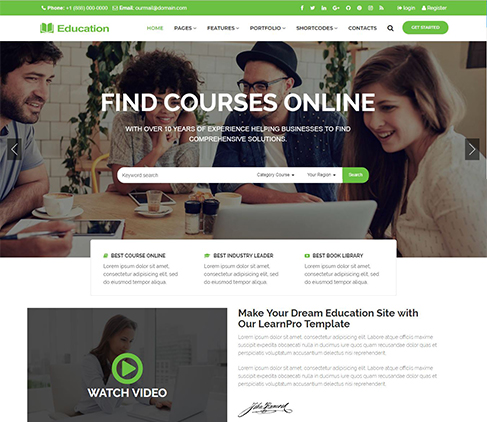 Phone: +1 (880).000.0000 Email: ourmail@domain.com
login Register
Education
HOME PAGES FEATURES PORTFOLIO SHORTCODES CONTACTS
GET STARTED
FIND COURSES ONLINE
WITH OVER 10 YEARS OF EXPERIENCE HELPING BUSINESSES TO FIND
COMPREHENSIVE SOLUTIONS.
Keyword search Category Course Your Region Search
BEST COURSE ONLINE
Lorem ipsum dolor sit amet,
consectetur adipisicing elit, sed
do eiusmod tempor aliqua.
BEST INDUSTRY LEADER
Lorem ipsum dolor sit amet,
consectetur adipisicing elit, sed
do eiusmod tempor aliqua.
BEST BOOK LIBRARY
Lorem ipsum dolor sit amet,
consectetur adipisicing elit, sed
do eiusmod tempor aliqua.
WATCH VIDEO
Make Your Dream Education Site with
Our LearnPro Template
Lorem ipsum dolor sit amet, consectetur adipisicing elit. Labore atque officiis maxime
suscipit expedita obcaecati nulla in ducimus iure quos quam recusandae dolor quas et
perspiciatis voluptatum accusantium delectus nisi reprehenderit.
Lorem ipsum dolor sit amet, consectetur adipisicing elit. Labore atque officiis maxime
suscipit expedita obcaecati nulla in ducimus iure quos quam recusandae dolor quas et
perspiciatis voluptatum accusantium delectus nisi reprehenderit.